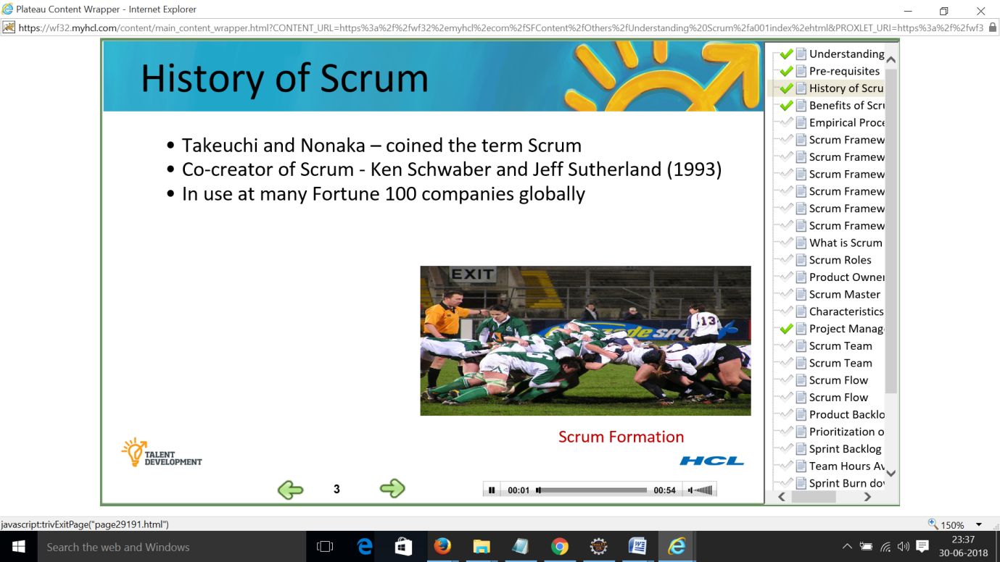 Plateau Content Wrapper - Internet Explorer
https://wf32.myhcl.com/content/main_content_wrapper.html?CONTENT_URL=https%3a%2f%2fwf32%2emyhcl%2ecom%2fSFContent%2fOthers%2fUnderstanding%20Scrum%2fa001index%2ehtml&PROXLET_URI=https%3a%2f%2fwf3
History of Scrum
• Takeuchi and Nonaka – coined the term Scrum
• Co-creator of Scrum - Ken Schwaber and Jeff Sutherland (1993)
• In use at many Fortune 100 companies globally
EXIT
13
6
Scrum Formation
TALENT
DEVELOPMENT
HCL
3
00:01
00:54
Understanding
Pre-requisites
History of Scru
Benefits of Scru
Empirical Proce
Scrum Framew
Scrum Framew
Scrum Framew
Scrum Framew
Scrum Framew
Scrum Framew
What is Scrum
Scrum Roles
Product Owner
Scrum Master
Characteristics
Project Manag
Scrum Team
Scrum Team
Scrum Flow
Scrum Flow
Product Backlo
Prioritization o
Sprint Backlog
Team Hours Av
Sprint Burn dow
javascript:trivExitPage("page29191.html")
150%
Search the web and Windows
23:37
30-06-2018